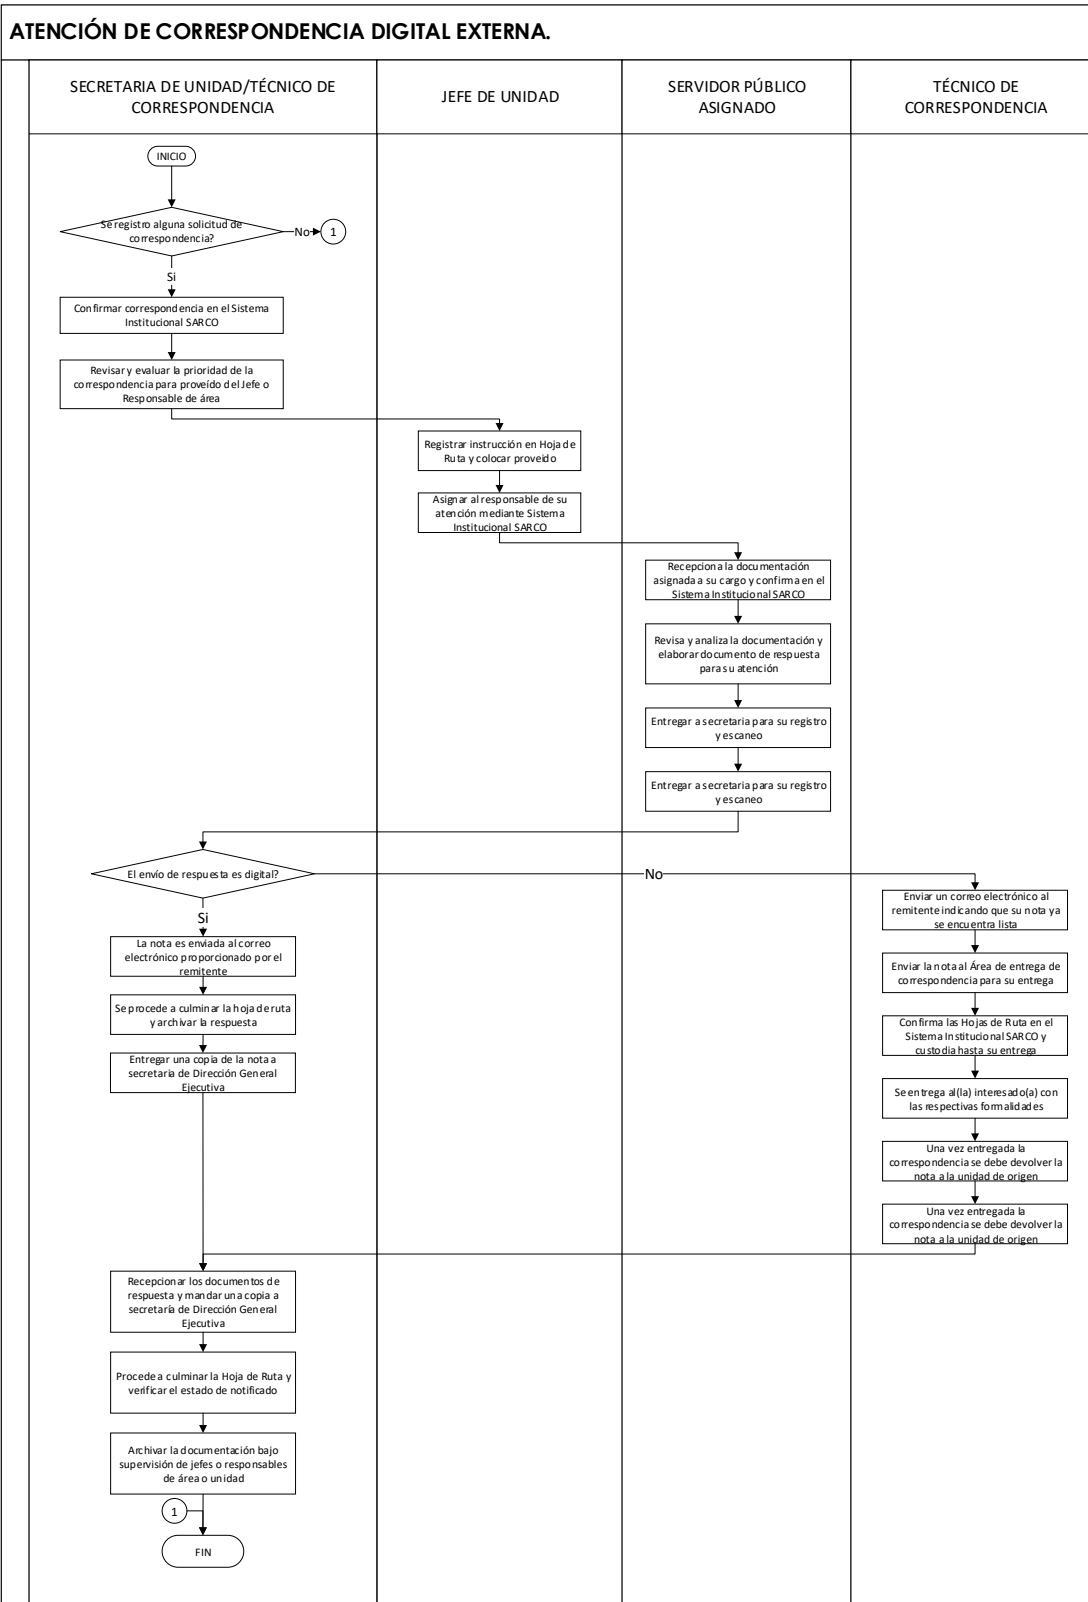 ATENCIÓN DE CORRESPONDENCIA DIGITAL EXTERNA.
SECRETARIA DE UNIDAD/TÉCNICO DE
CORRESPONDENCIA
JEFE DE UNIDAD
SERVIDOR PÚBLICO
ASIGNADO
TÉCNICO DE
CORRESPONDENCIA
INICIO
Se registro alguna solicitud de
correspondencia?
No
1
Si
Confirmar correspondencia en el Sistema
Institucional SARCO
Revisar y evaluar la prioridad de la
correspondencia para proveído del Jefe o
Responsable de área
Registrar instrucción en Hoja de
Ruta y colocar proveido
Asignar al responsable de su
atención mediante Sistema
Institucional SARCO
Recepciona la documentación
asignada a su cargo y confirma en el
Sistema Institucional SARCO
Revisa y analiza la documentación y
elaborar documento de respuesta
para su atención
Entregar a secretaria para su registro
y escaneo
Entregar a secretaria para su registro
y escaneo
El envío de respuesta es digital?
No
Si
Enviar un correo electrónico al
remitente indicando que su nota ya
se encuentra lista
La nota es enviada al correo
electrónico proporcionado por el
remitente
Enviar la nota al Área de entrega de
correspondencia para su entrega
Se procede a culminar la hoja de ruta
y archivar la respuesta
Confirma las Hojas de Ruta en el
Sistema Institucional SARCO y
custodia hasta su entrega
Entregar una copia de la nota a
secretaria de Dirección General
Ejecutiva
Se entrega al(la) interesado(a) con
las respectivas formalidades
Una vez entregada la
correspondencia se debe devolver la
nota a la unidad de origen
Una vez entregada la
correspondencia se debe devolver la
nota a la unidad de origen
Recepcionar los documentos de
respuesta y mandar una copia a
secretaría de Dirección General
Ejecutiva
Procede a culminar la Hoja de Ruta y
verificar el estado de notificado
Archivar la documentación bajo
supervisión de jefes o responsables
de área o unidad
1
FIN